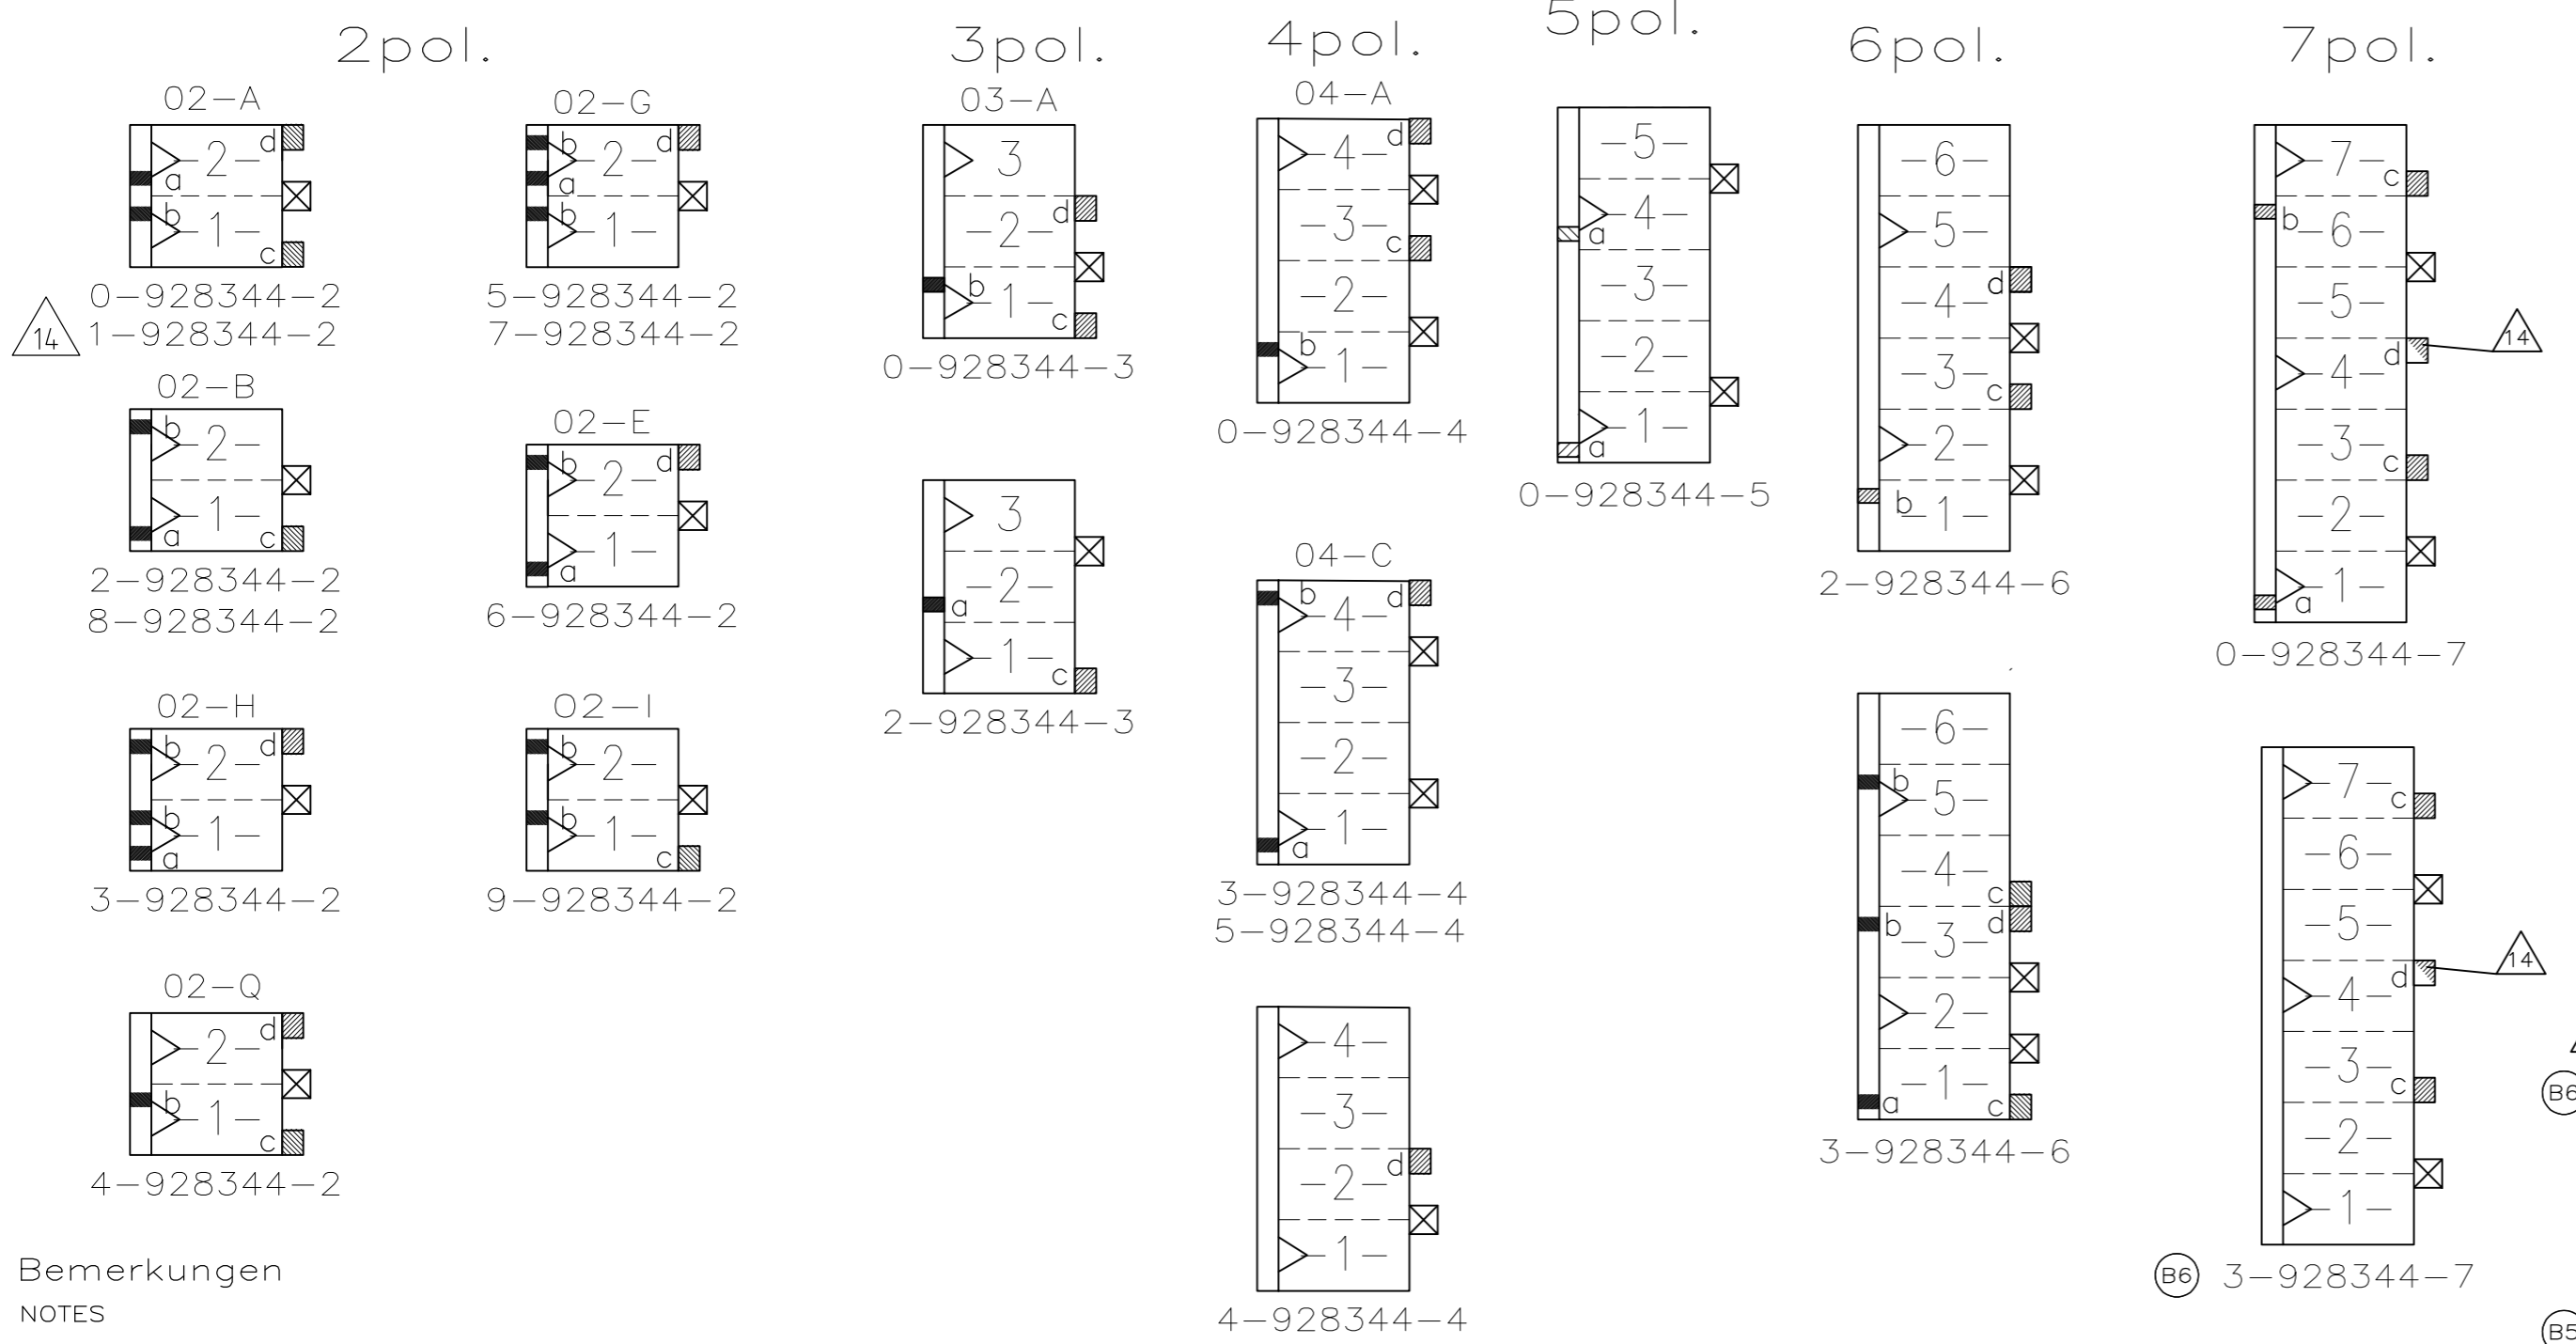 2pol.
02-A
d
-2-
a
b
-1-
c
0-928344-2
14
1-928344-2
02-G
b
d
-2-
a
b
-1-
5-928344-2
7-928344-2
02-B
b
-2-
-1-
a
c
2-928344-2
8-928344-2
02-E
b
d
-2-
-1-
a
6-928344-2
02-H
b
d
-2-
b
-1-
a
3-928344-2
02-I
b
-2-
b
-1-
c
9-928344-2
02-Q
d
-2-
b
-1-
c
4-928344-2
3pol.
03-A
3
d
-2-
b
-1-
c
0-928344-3
3
-2-
a
-1-
c
2-928344-3
4pol.
04-A
d
-4-
-3-
c
-2-
b
-1-
0-928344-4
04-C
b
d
-4-
-3-
-2-
-1-
a
3-928344-4
5-928344-4
-4-
-3-
d
-2-
-1-
4-928344-4
5pol.
-5-
-4-
a
-3-
-2-
-1-
a
0-928344-5
6pol.
-6-
-5-
d
-4-
-3-
c
-2-
b
-1-
2-928344-6
-6-
b
-5-
-4-
c
d
b
-3-
-2-
-1-
a
c
3-928344-6
7pol.
-7-
c
b
-6-
-5-
14
d
-4-
-3-
c
-2-
-1-
a
0-928344-7
-7-
c
-6-
-5-
14
d
-4-
-3-
c
-2-
-1-
B6
3-928344-7
B6
B5
Bemerkungen
NOTES